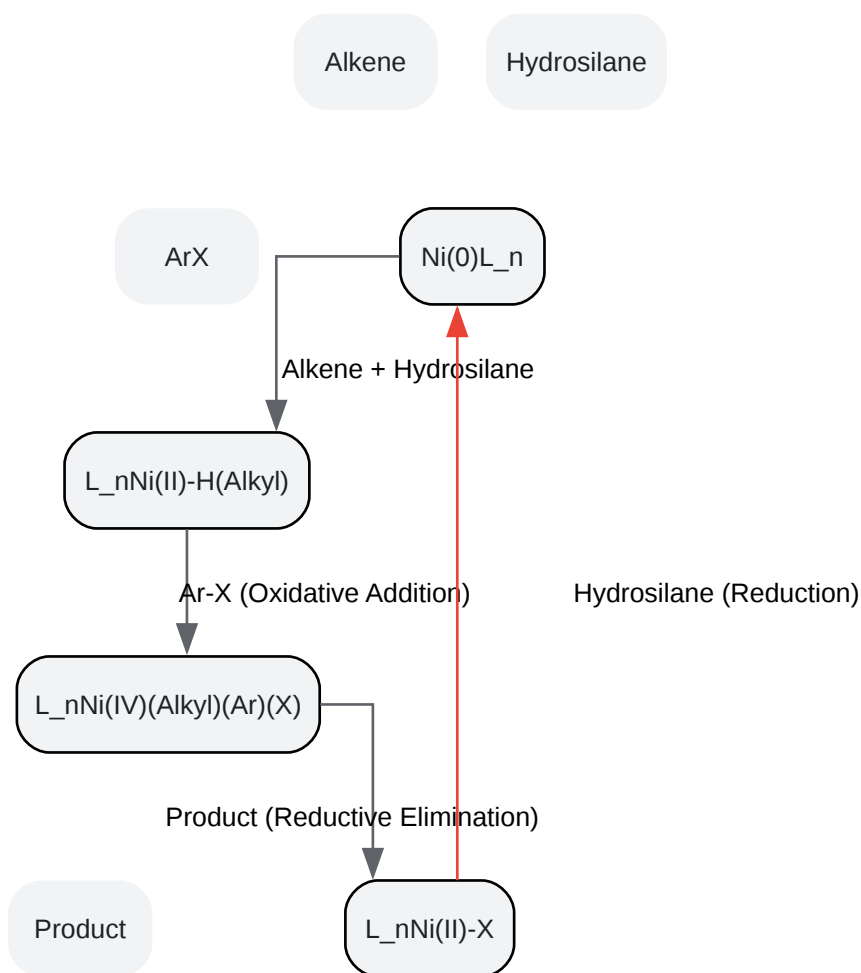 Alkene
Hydrosilane
ArX
Ni(0)L_n
Alkene + Hydrosilane
L_nNi(II)-H(Alkyl)
Ar-X (Oxidative Addition)
Hydrosilane (Reduction)
L_nNi(IV)(Alkyl)(Ar)(X)
Product (Reductive Elimination)
Product
L_nNi(II)-X